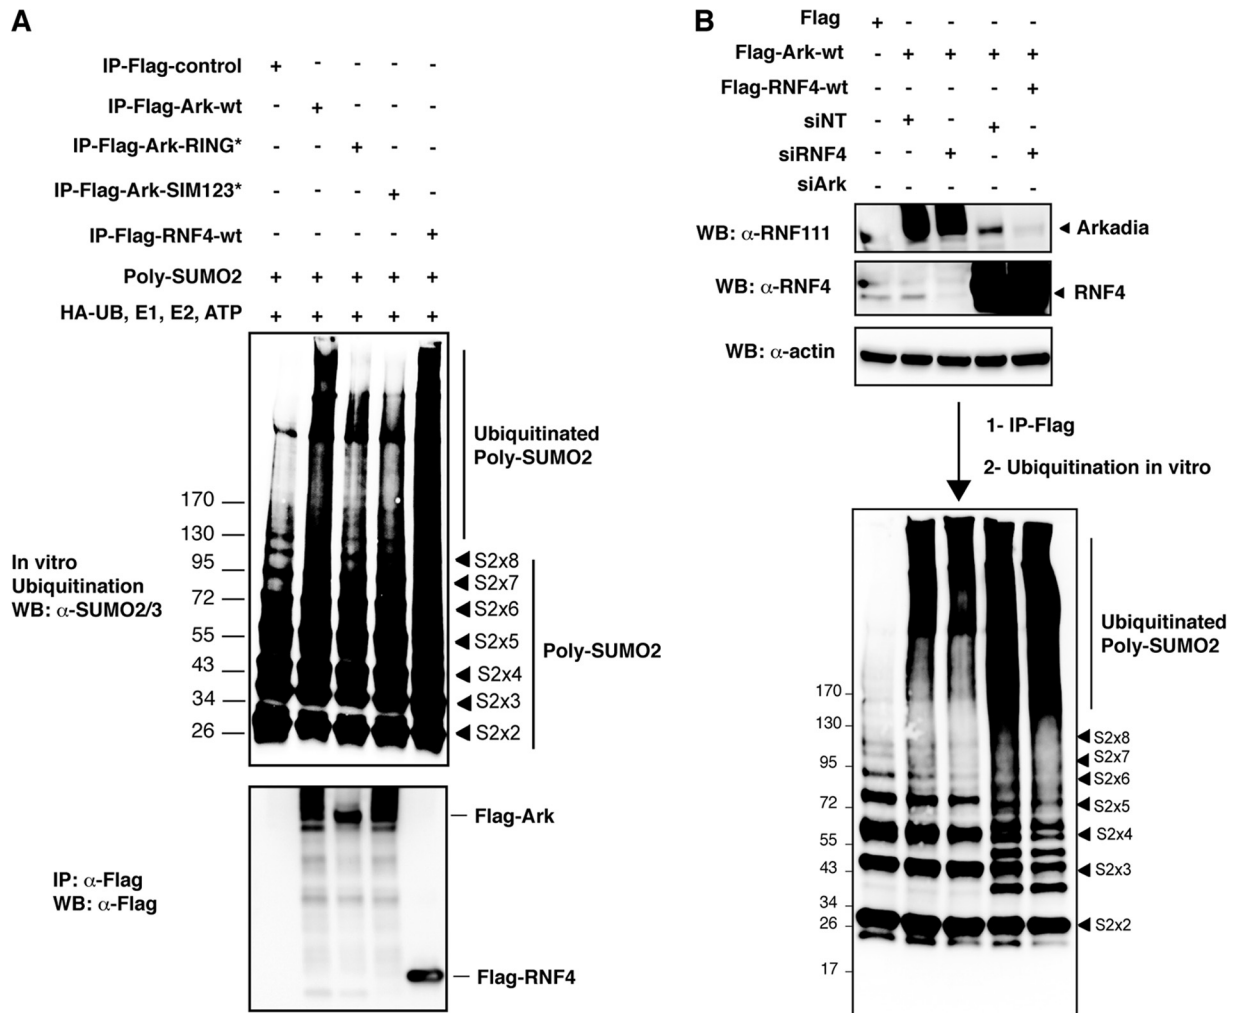 A
IP-Flag-control + - - - -
IP-Flag-Ark-wt - + - - -
IP-Flag-Ark-RING* - - + - -
IP-Flag-Ark-SIM123* - - - + -
IP-Flag-RNF4-wt - - - - +
Poly-SUMO2 + + + + +
HA-UB, E1, E2, ATP + + + + +
Ubiquitinated
Poly-SUMO2
170
130
95
72
55
43
34
26
In vitro
Ubiquitination
WB: α-SUMO2/3
S2x8
S2x7
S2x6
S2x5
S2x4
S2x3
S2x2
Poly-SUMO2
Flag-Ark
IP: α-Flag
WB: α-Flag
Flag-RNF4
B
Flag + - - - -
Flag-Ark-wt - + + + +
Flag-RNF4-wt - - - - +
siNT - + - + -
siRNF4 - - + - +
siArk - - - - -
WB: α-RNF111
Arkadia
WB: α-RNF4
RNF4
WB: α-actin
1- IP-Flag
2- Ubiquitination in vitro
Ubiquitinated
Poly-SUMO2
170
130
95
72
55
43
34
26
17
S2x8
S2x7
S2x6
S2x5
S2x4
S2x3
S2x2